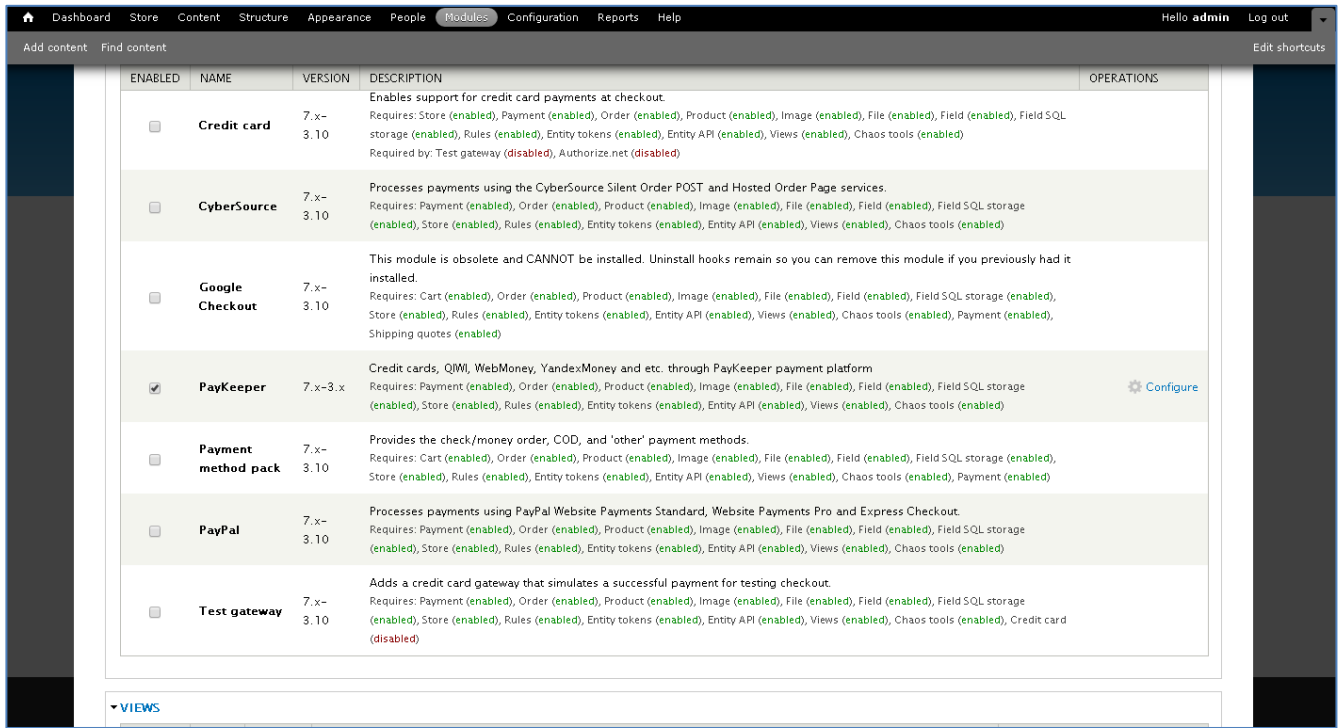 Dashboard Store Content Structure Appearance People Modules Configuration Reports Help Hello admin Log out
Add content Find content Edit shortcuts
ENABLED NAME VERSION DESCRIPTION OPERATIONS
Enables support for credit card payments at checkout.
Credit card 7.x-3.10 Requires: Store (enabled), Payment (enabled), Order (enabled), Product (enabled), Image (enabled), File (enabled), Field (enabled), Field SQL
storage (enabled), Rules (enabled), Entity tokens (enabled), Entity API (enabled), Views (enabled), Chaos tools (enabled)
Required by: Test gateway (disabled), Authorize.net (disabled)
CyberSource 7.x-3.10 Processes payments using the CyberSource Silent Order POST and Hosted Order Page services.
Requires: Payment (enabled), Order (enabled), Product (enabled), Image (enabled), File (enabled), Field (enabled), Field SQL storage
(enabled), Store (enabled), Rules (enabled), Entity tokens (enabled), Entity API (enabled), Views (enabled), Chaos tools (enabled)
Google Checkout 7.x-3.10 This module is obsolete and CANNOT be installed. Uninstall hooks remain so you can remove this module if you previously had it
installed.
Requires: Cart (enabled), Order (enabled), Product (enabled), Image (enabled), File (enabled), Field (enabled), Field SQL storage (enabled),
Store (enabled), Rules (enabled), Entity tokens (enabled), Entity API (enabled), Views (enabled), Chaos tools (enabled), Payment (enabled),
Shipping quotes (enabled)
PayKeeper 7.x-3.x Credit cards, QIWI, WebMoney, YandexMoney and etc. through PayKeeper payment platform
Requires: Payment (enabled), Order (enabled), Product (enabled), Image (enabled), File (enabled), Field (enabled), Field SQL storage
(enabled), Store (enabled), Rules (enabled), Entity tokens (enabled), Entity API (enabled), Views (enabled), Chaos tools (enabled)
Configure
Payment method pack 7.x-3.10 Provides the check/money order, COD, and 'other' payment methods.
Requires: Cart (enabled), Order (enabled), Product (enabled), Image (enabled), File (enabled), Field (enabled), Field SQL storage (enabled),
Store (enabled), Rules (enabled), Entity tokens (enabled), Entity API (enabled), Views (enabled), Chaos tools (enabled), Payment (enabled)
PayPal 7.x-3.10 Processes payments using PayPal Website Payments Standard, Website Payments Pro and Express Checkout.
Requires: Payment (enabled), Order (enabled), Product (enabled), Image (enabled), File (enabled), Field (enabled), Field SQL storage
(enabled), Store (enabled), Rules (enabled), Entity tokens (enabled), Entity API (enabled), Views (enabled), Chaos tools (enabled)
Test gateway 7.x-3.10 Adds a credit card gateway that simulates a successful payment for testing checkout.
Requires: Payment (enabled), Order (enabled), Product (enabled), Image (enabled), File (enabled), Field (enabled), Field SQL storage
(enabled), Store (enabled), Rules (enabled), Entity tokens (enabled), Entity API (enabled), Views (enabled), Chaos tools (enabled), Credit card
(disabled)
VIEWS